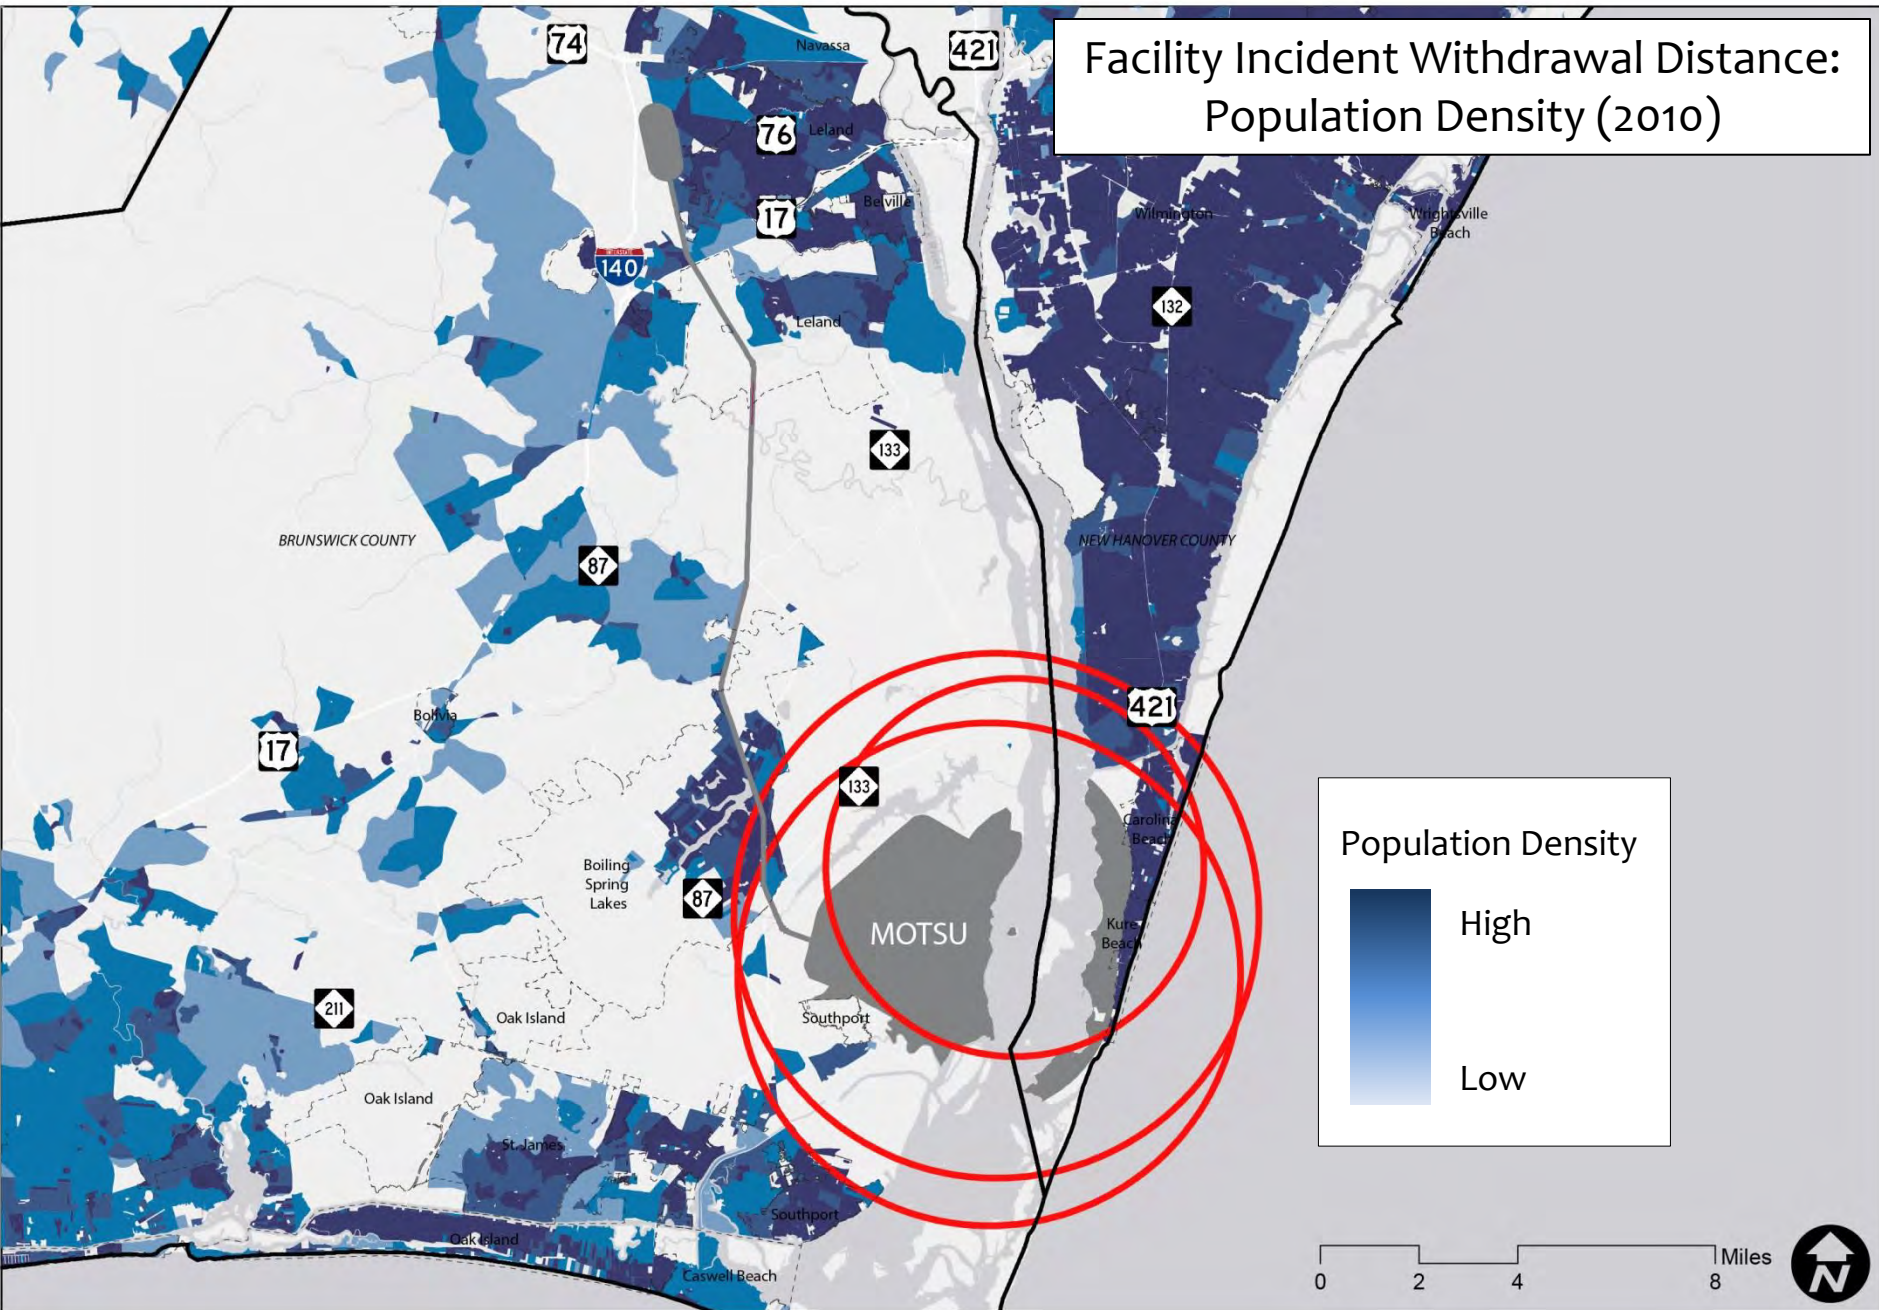 Facility Incident Withdrawal Distance:
Population Density (2010)
74
Navassa
421
76
Leland
17
Belville
Wilmington
Wrightsville
Beach
INTERSTATE
140
132
Leland
133
BRUNSWICK COUNTY
NEW HANOVER COUNTY
87
Bolivia
421
17
133
Carolina
Beach
Boiling
Spring
Lakes
87
MOTSU
Kure
Beach
211
Oak Island
Southport
Oak Island
St. James
Southport
Oak Island
Caswell Beach
Population Density
High
Low
Miles
0 2 4 8
N